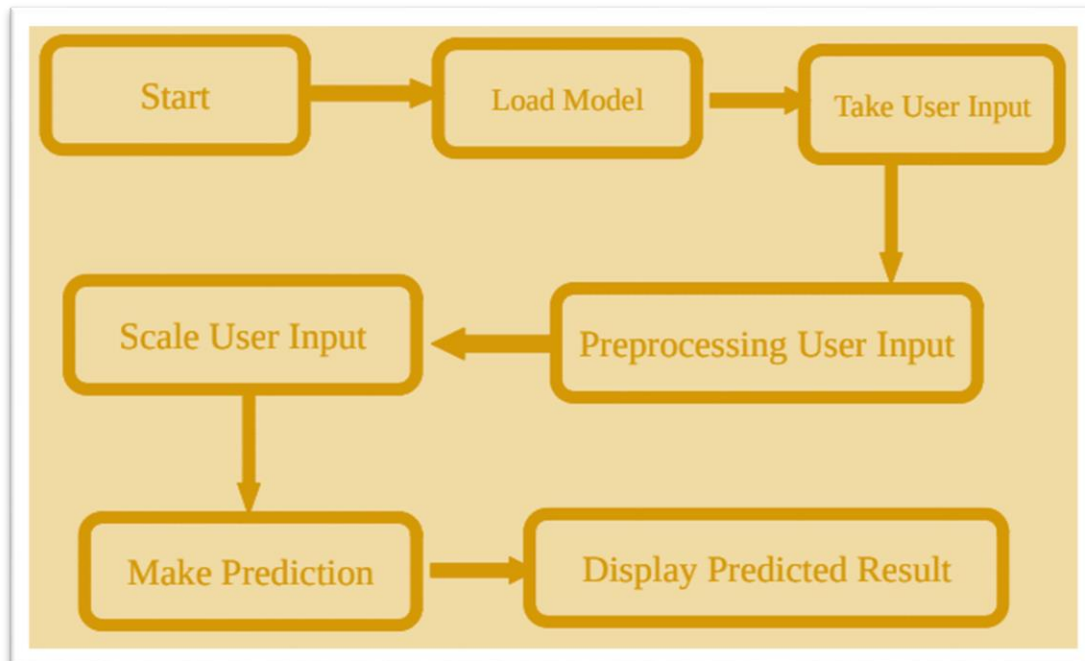 Start
Load Model
Take User Input
Preprocessing User Input
Scale User Input
Make Prediction
Display Predicted Result